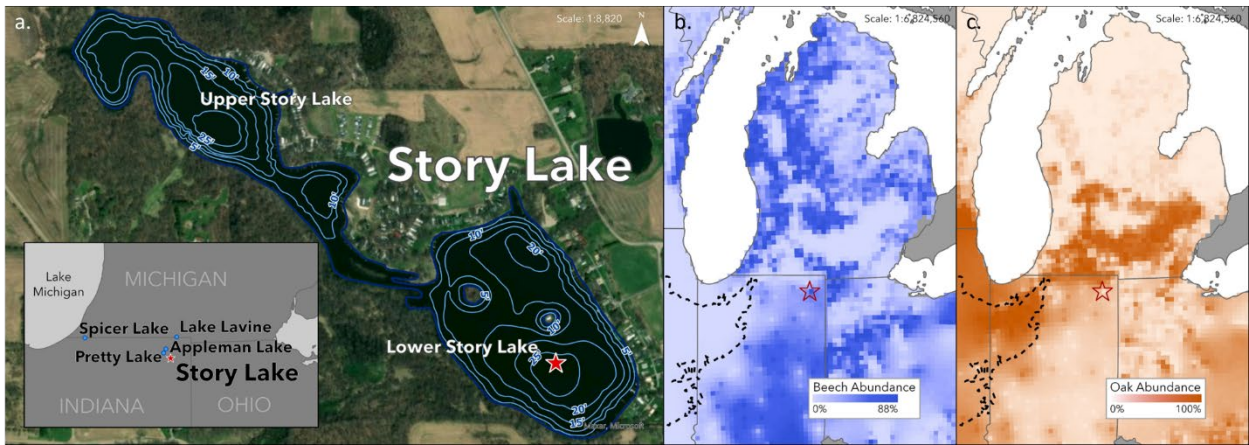 a.
Scale: 1:8,820
N
10'
15'
Upper Story Lake
25'
5'
10'
Story Lake
10'
20'
5'
10'
5'
Lower Story Lake
25'
20'
15'
Lake
Michigan
MICHIGAN
Spicer Lake
Lake Lavine
Appleman Lake
Pretty Lake
Story Lake
INDIANA
OHIO
b.
Scale: 1:6,824,560
Beech Abundance
0%
88%
c.
Scale: 1:6,824,560
Oak Abundance
0%
100%